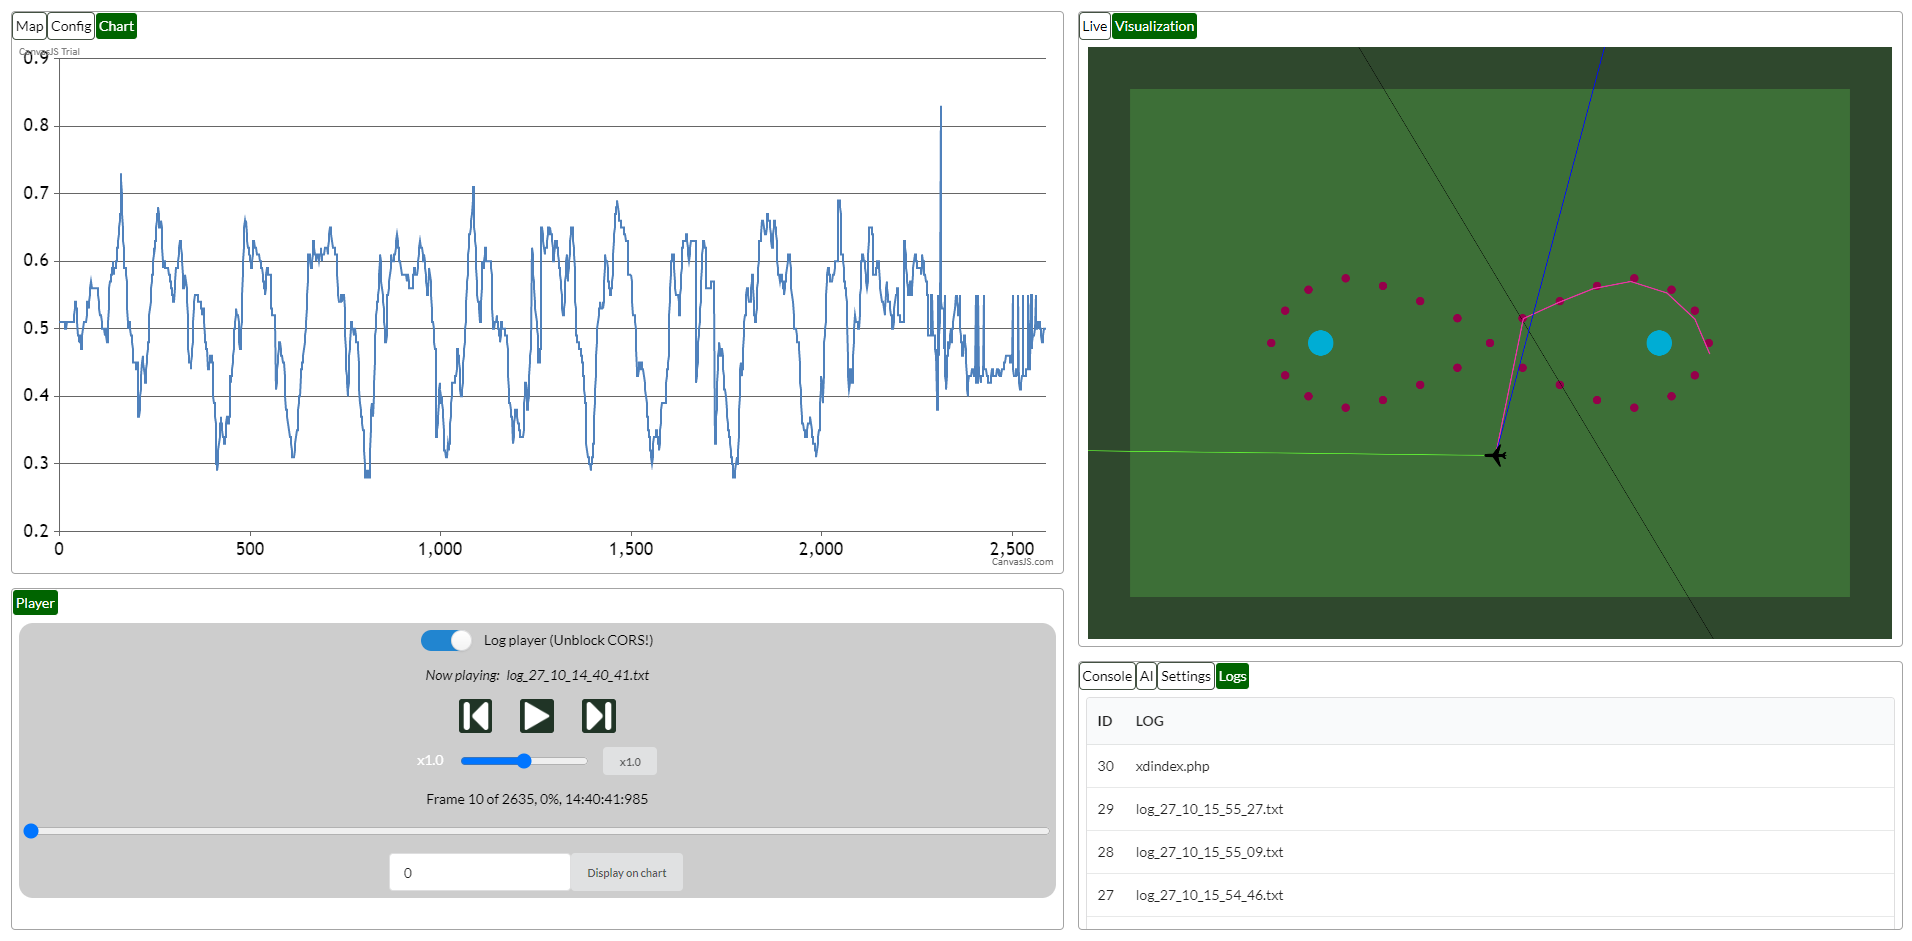 Map Config Chart
CanvasJS Trial
0.9
0.8
0.7
0.6
0.5
0.4
0.3
0.2
0 500 1,000 1,500 2,000 2,500
CanvasJS.com
Player
Log player (Unblock CORS!)
Now playing: log_27_10_14_40_41.txt
x1.0 x1.0
Frame 10 of 2635, 0%, 14:40:41:985
0 Display on chart
Live Visualization
Console AI Settings Logs
ID LOG
30 xdindex.php
29 log_27_10_15_55_27.txt
28 log_27_10_15_55_09.txt
27 log_27_10_15_54_46.txt